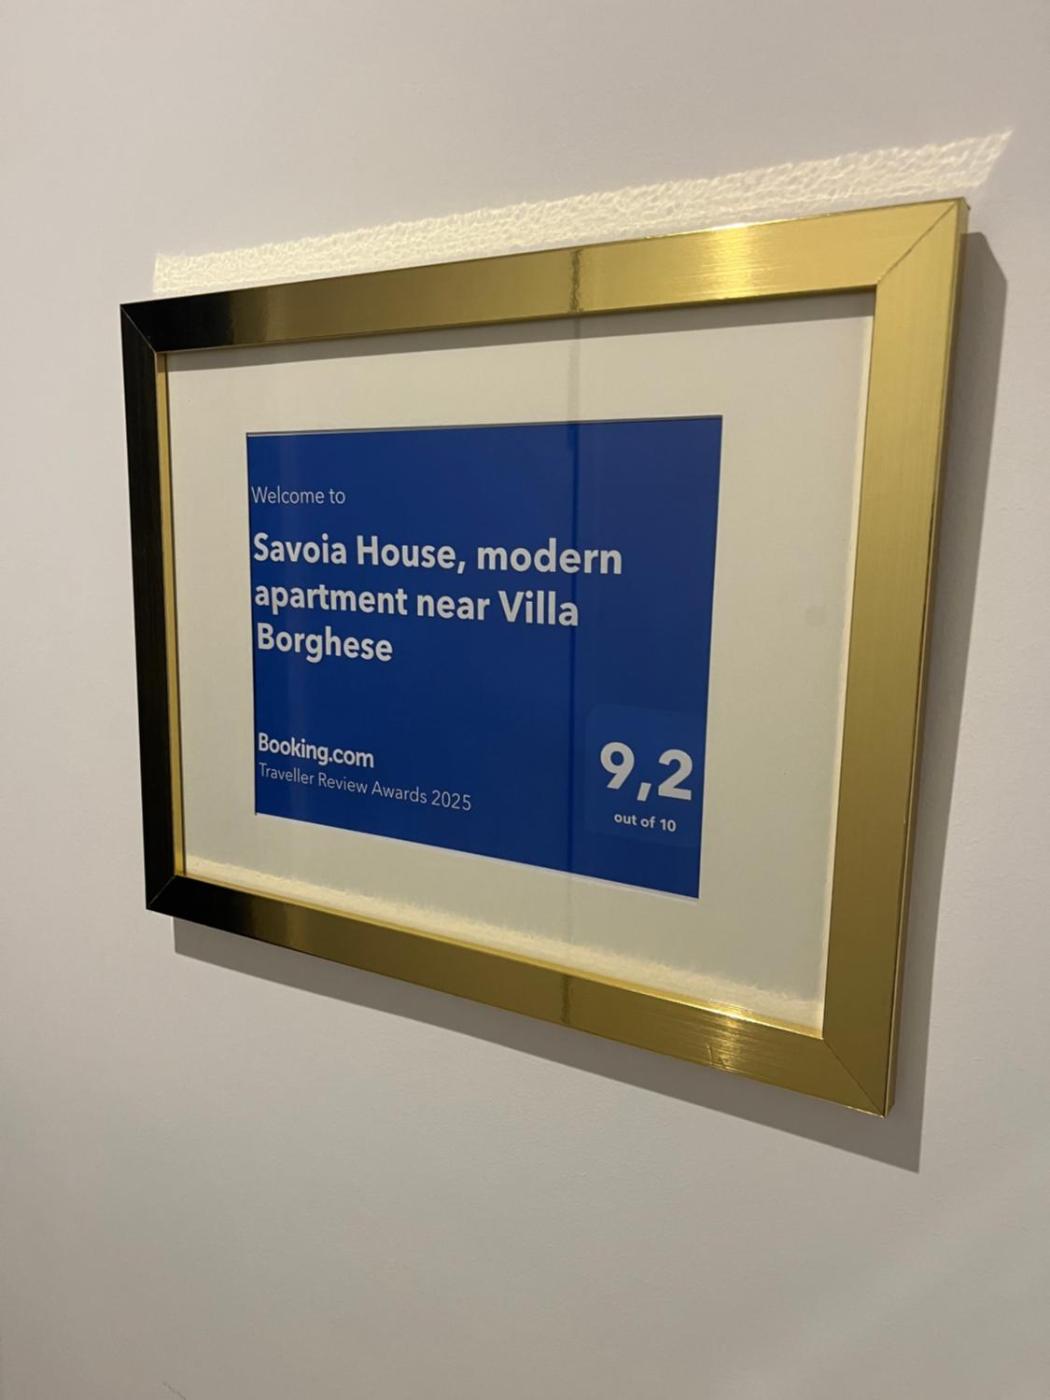 Welcome to
Savoia House, modern
apartment near Villa
Borghese
Booking.com
Traveller Review Awards 2025
9,2
out of 10